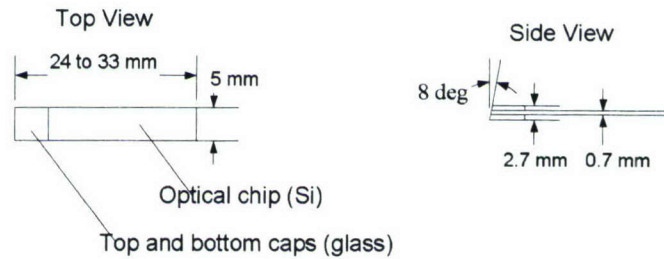 Top View
24 to 33 mm
5 mm
Optical chip (Si)
Top and bottom caps (glass)
Side View
8 deg
2.7 mm
0.7 mm